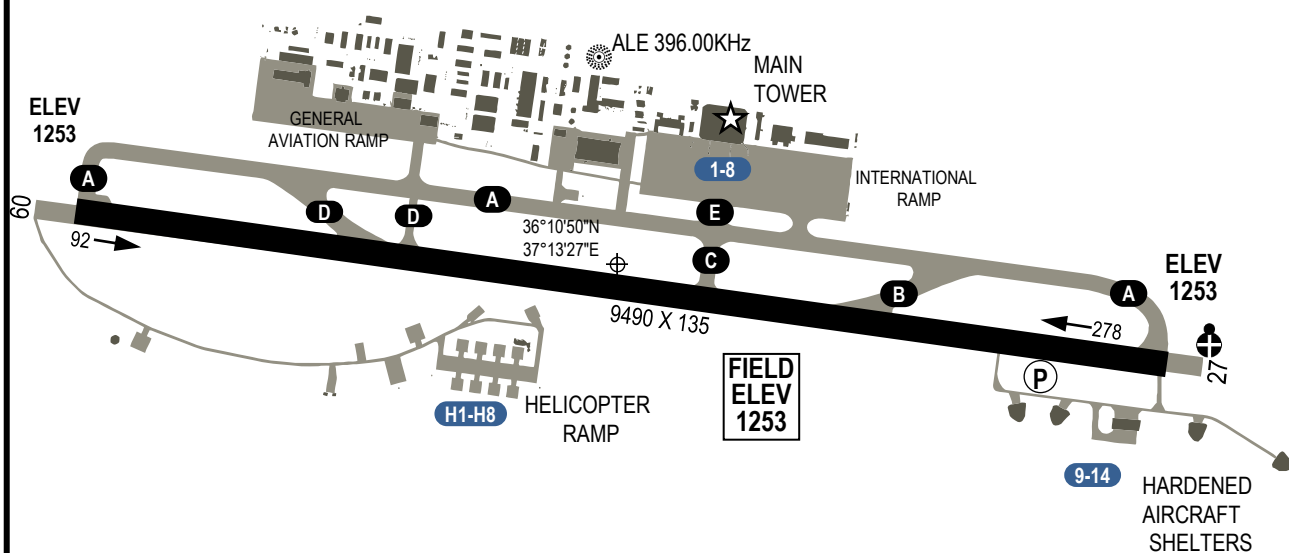 ALE 396.00KHz
MAIN
TOWER
ELEV
1253
GENERAL
AVIATION RAMP
1-8
INTERNATIONAL
RAMP
A
D
D
A
E
36°10'50"N
37°13'27"E
C
B
A
ELEV
1253
09
92
9490 X 135
278
27
P
FIELD
ELEV
1253
H1-H8
HELICOPTER
RAMP
9-14
HARDENED
AIRCRAFT
SHELTERS